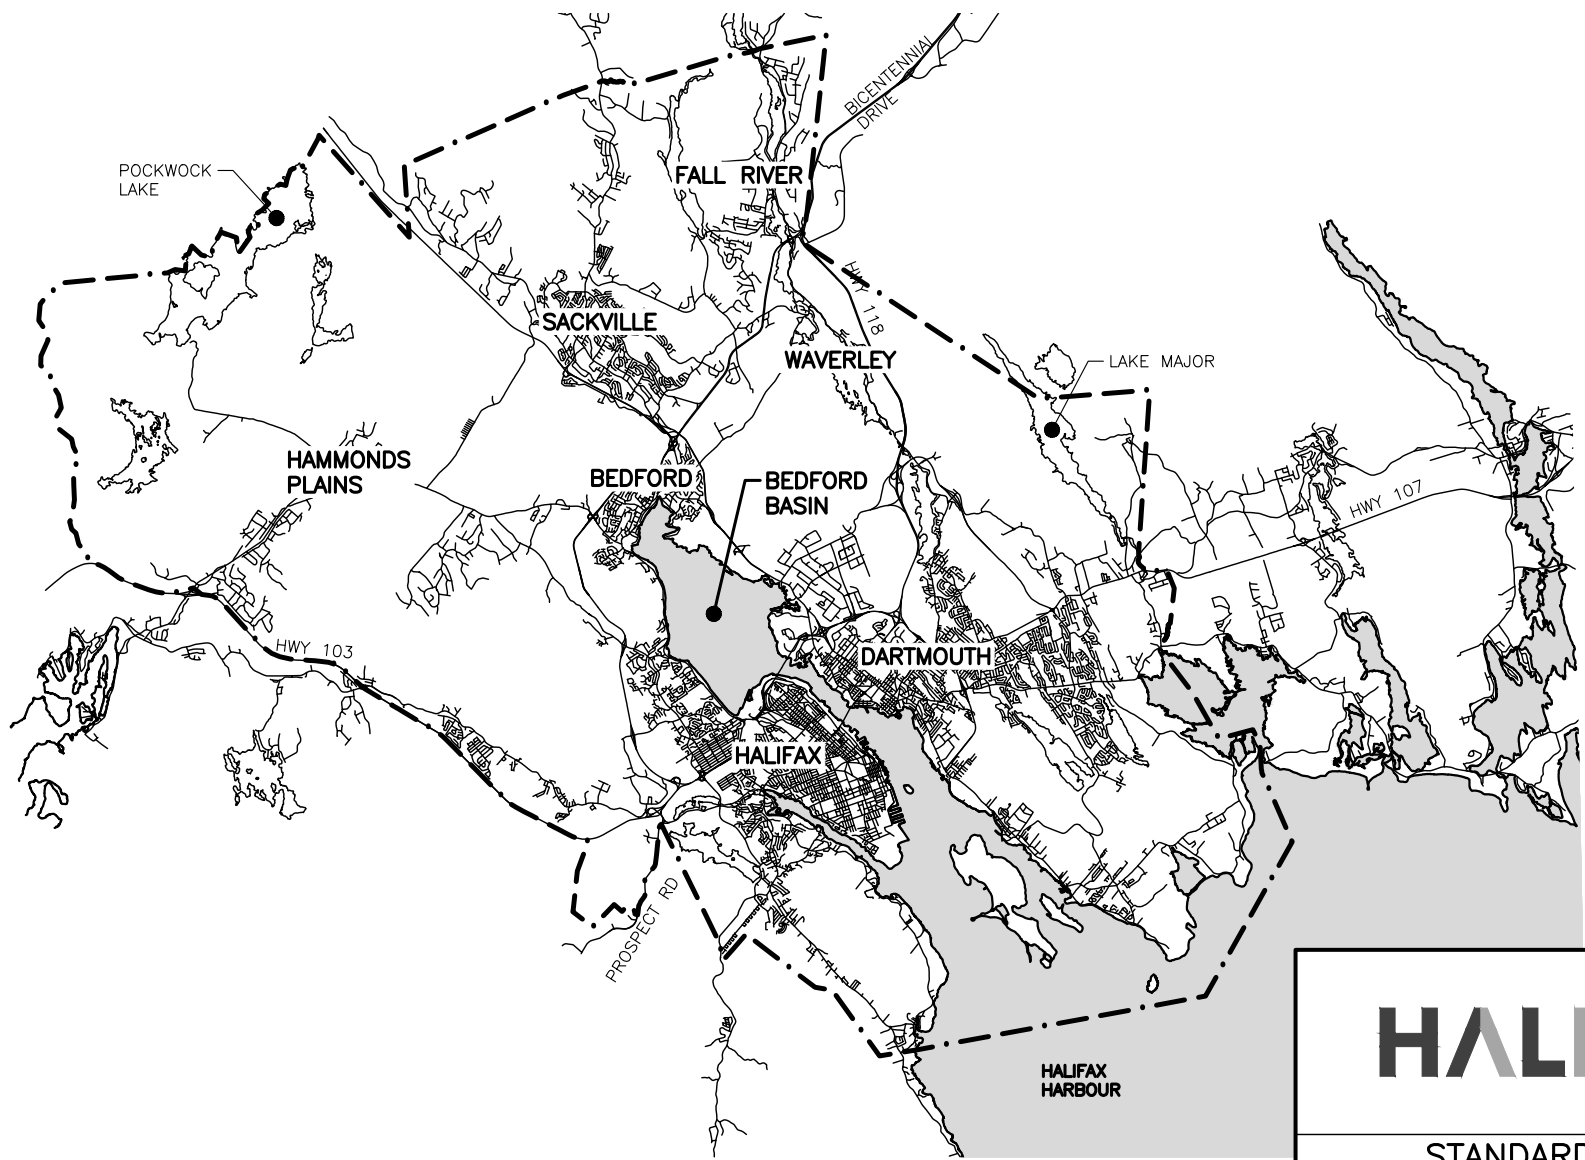 BICENTENNIAL
DRIVE
POCKWOCK
LAKE
FALL RIVER
HWY 118
SACKVILLE
WAVERLEY
LAKE MAJOR
HAMMONDS
PLAINS
BEDFORD
BEDFORD
BASIN
HWY 107
HWY 103
DARTMOUTH
HALIFAX
PROSPECT RD
HALIFAX
HARBOUR
HALI
STANDARD